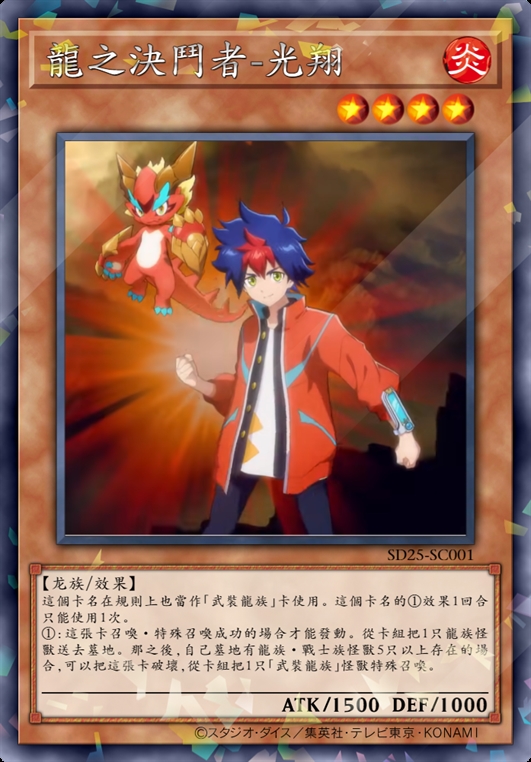 龍之決鬥者-光翔
炎
SD25-SC001
【龙族/效果】
這個卡名在規則上也當作「武裝龍族」卡使用。這個卡名的①效果1回合
只能使用1次。
①:這張卡召喚・特殊召喚成功的場合才能發動。從卡組把1只龍族怪
獸送去墓地。那之後,自己墓地有龍族・戰士族怪獸5只以上存在的場
合,可以把這張卡破壞,從卡組把1只「武裝龍族」怪獸特殊召喚。
ATK/1500 DEF/1000
©スタジオ・ダイス／集英社・テレビ東京・KONAMI